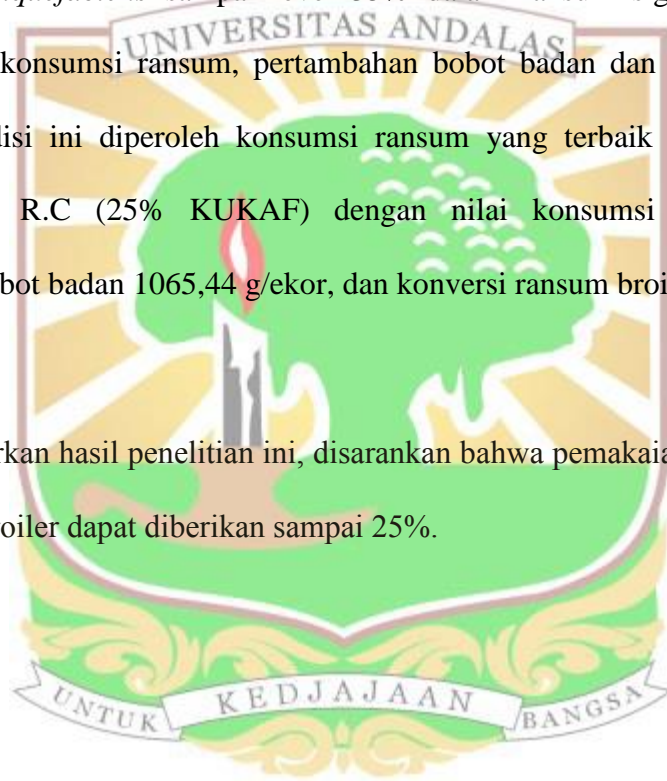 sampai level
UNIVERSITAS ANDALAS
konsumsi ransum, pertambahan bobot badan dan
ini diperoleh konsumsi ransum yang terbaik
R.C (25% KUKAF) dengan nilai konsumsi
bot badan 1065,44 g/ekor, dan konversi ransum broi
rkan hasil penelitian ini, disarankan bahwa pemakaia
oiler dapat diberikan sampai 25%.
UNTUK KEDJAJAAN BANGSA